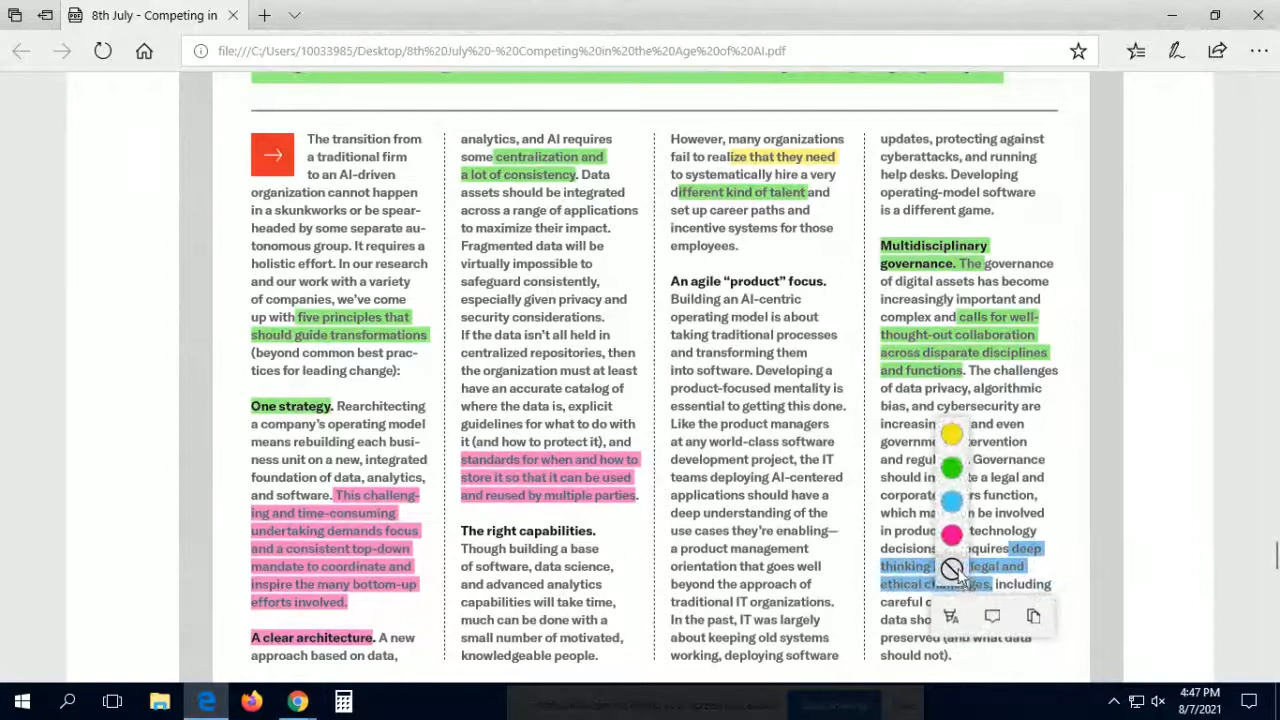 8th July - Competing in
file:///C:/Users/10033985/Desktop/8th%20July%20-%20Competing%20in%20the%20Age%20of%20AI.pdf
The transition from
a traditional firm
to an AI-driven
organization cannot happen
in a skunkworks or be spear-
headed by some separate au-
tonomous group. It requires a
holistic effort. In our research
and our work with a variety
of companies, we've come
up with five principles that
should guide transformations
(beyond common best prac-
tices for leading change):
One strategy. Rearchitecting
a company's operating model
means rebuilding each busi-
ness unit on a new, integrated
foundation of data, analytics,
and software. This challeng-
ing and time-consuming
undertaking demands focus
and a consistent top-down
mandate to coordinate and
inspire the many bottom-up
efforts involved.
A clear architecture. A new
approach based on data,
analytics, and AI requires
some centralization and
a lot of consistency. Data
assets should be integrated
across a range of applications
to maximize their impact.
Fragmented data will be
virtually impossible to
safeguard consistently,
especially given privacy and
security considerations.
If the data isn't all held in
centralized repositories, then
the organization must at least
have an accurate catalog of
where the data is, explicit
guidelines for what to do with
it (and how to protect it), and
standards for when and how to
store it so that it can be used
and reused by multiple parties.
The right capabilities.
Though building a base
of software, data science,
and advanced analytics
capabilities will take time,
much can be done with a
small number of motivated,
knowledgeable people.
However, many organizations
fail to realize that they need
to systematically hire a very
different kind of talent and
set up career paths and
incentive systems for those
employees.
An agile “product” focus.
Building an AI-centric
operating model is about
taking traditional processes
and transforming them
into software. Developing a
product-focused mentality is
essential to getting this done.
Like the product managers
at any world-class software
development project, the IT
teams deploying AI-centered
applications should have a
deep understanding of the
use cases they're enabling—
a product management
orientation that goes well
beyond the approach of
traditional IT organizations.
In the past, IT was largely
about keeping old systems
working, deploying software
updates, protecting against
cyberattacks, and running
help desks. Developing
operating-model software
is a different game.
Multidisciplinary
governance. The governance
of digital assets has become
increasingly important and
complex and calls for well-
thought-out collaboration
across disparate disciplines
and functions. The challenges
of data privacy, algorithmic
bias, and cybersecurity are
and even
Governance
should a legal and
function,
be involved
technology
deep
thinking legal and
ethical including
careful
data
preserved (and what data
should not).
4:47 PM
8/7/2021